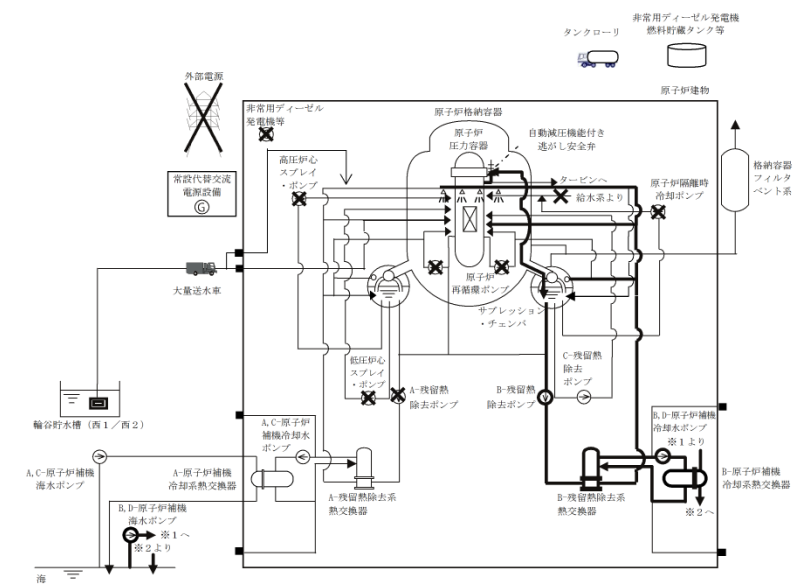 非常用ディーゼル発電機
燃料貯蔵タンク等
タンクローリ
外部電源
原子炉建物
非常用ディーゼル
発電機等
原子炉格納容器
原子炉
圧力容器
自動減圧機能付き
逃がし安全弁
高圧炉心
スプレイ
・ポンプ
タービンへ
給水系より
原子炉隔離時
冷却ポンプ
格納容器
フィルタ
ベント系
常設代替交流
電源設備
G
大量送水車
原子炉
再循環ポンプ
サプレッション
・チェンバ
低圧炉心
スプレイ
・ポンプ
A-残留熱
除去ポンプ
B-残留熱
除去ポンプ
C-残留熱
除去
ポンプ
輪谷貯水槽（西1／西2）
A,C-原子炉
補機冷却水
ポンプ
B,D-原子炉補機
冷却水ポンプ
※1より
A,C-原子炉補機
海水ポンプ
A-原子炉補機
冷却系熱交換器
A-残留熱除去系
熱交換器
B-残留熱除去系
熱交換器
B-原子炉補機
冷却系熱交換器
※2へ
B,D-原子炉補機
海水ポンプ
※1へ
※2より
海